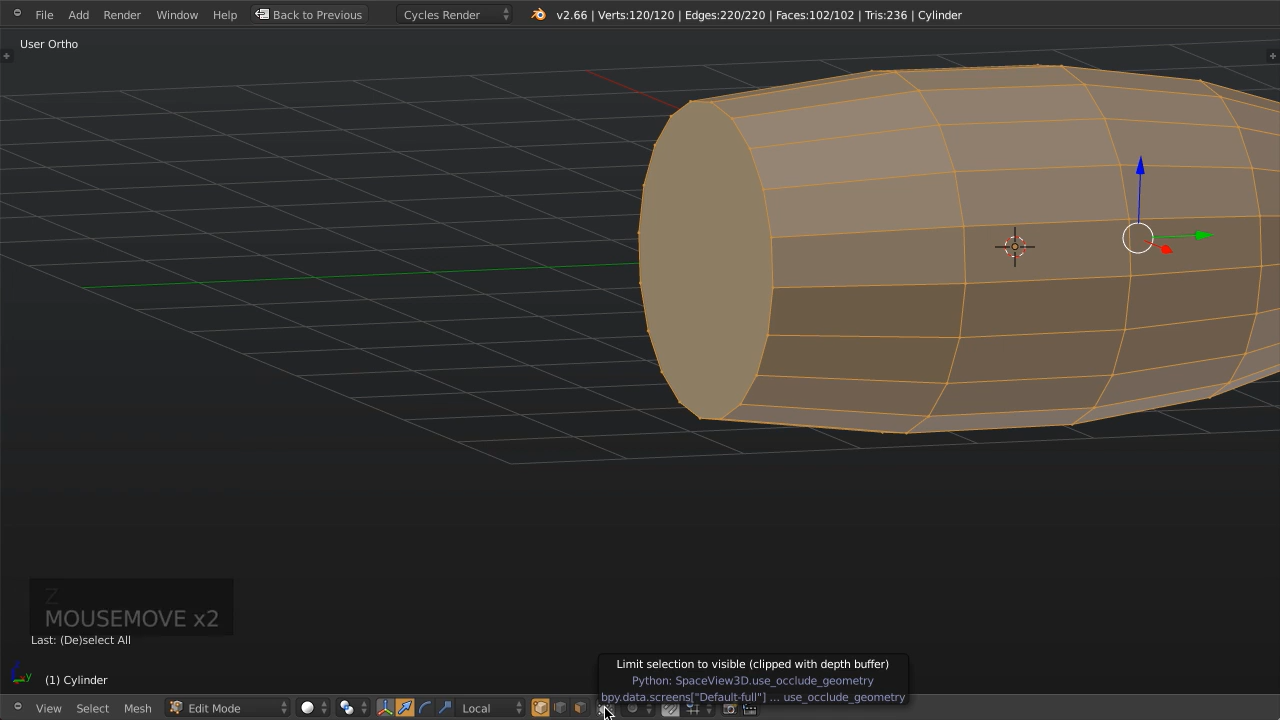 File Add Render Window Help Back to Previous Cycles Render v2.66 | Verts:120/120 | Edges:220/220 | Faces:102/102 | Tris:236 | Cylinder
User Ortho
Z
MOUSEMOVE x2
Last: (De)select All
Limit selection to visible (clipped with depth buffer)
Python: SpaceView3D.use_occlude_geometry
bpy.data.screens["Default-full"] ... use_occlude_geometry
y (1) Cylinder
View Select Mesh Edit Mode Local